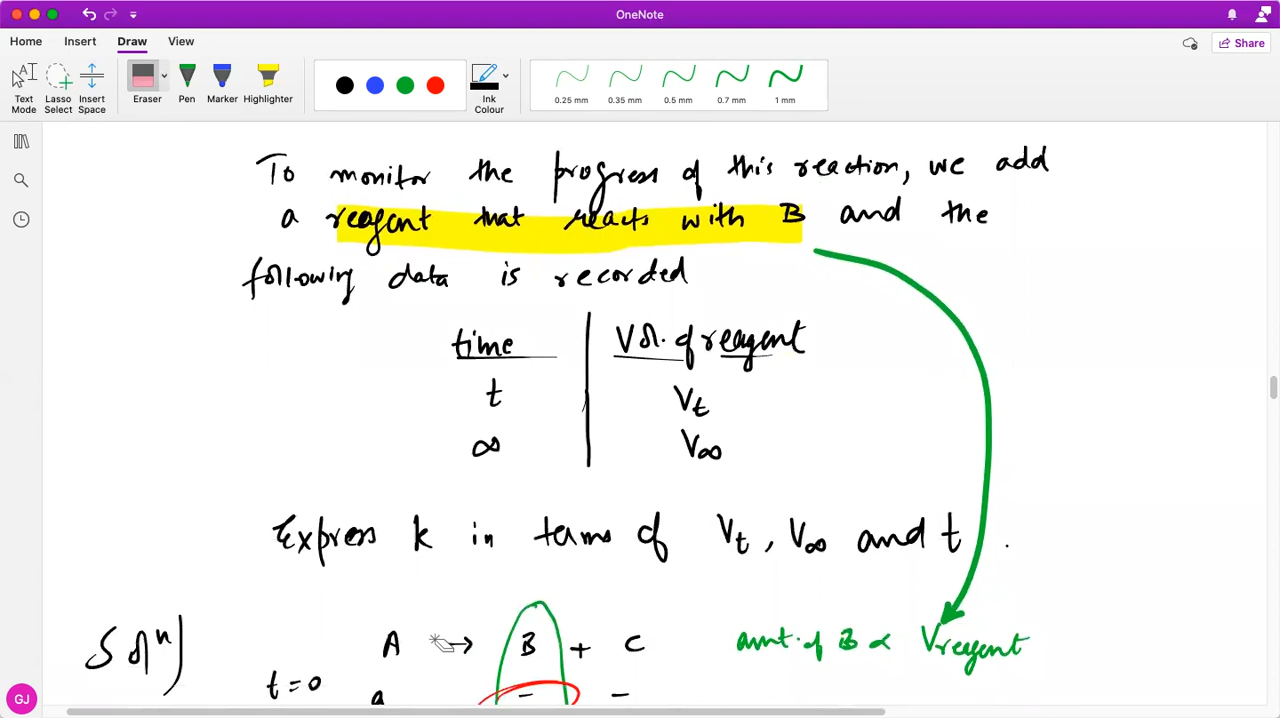 OneNote
Home Insert Draw View
Share
Text Mode
Lasso Select
Insert Space
Eraser
Pen
Marker
Highlighter
Ink Colour
0.25 mm 0.35 mm 0.5 mm 0.7 mm 1 mm
To monitor the progress of this reaction, we add
a reagent that reacts with B and the
following data is recorded
time Vol. of reagent
t Vt
∞ V∞
Express k in terms of Vt, V∞ and t.
Solⁿ) A → B + C amt. of B ∝ Vreagent
t=0 a - -
GJ